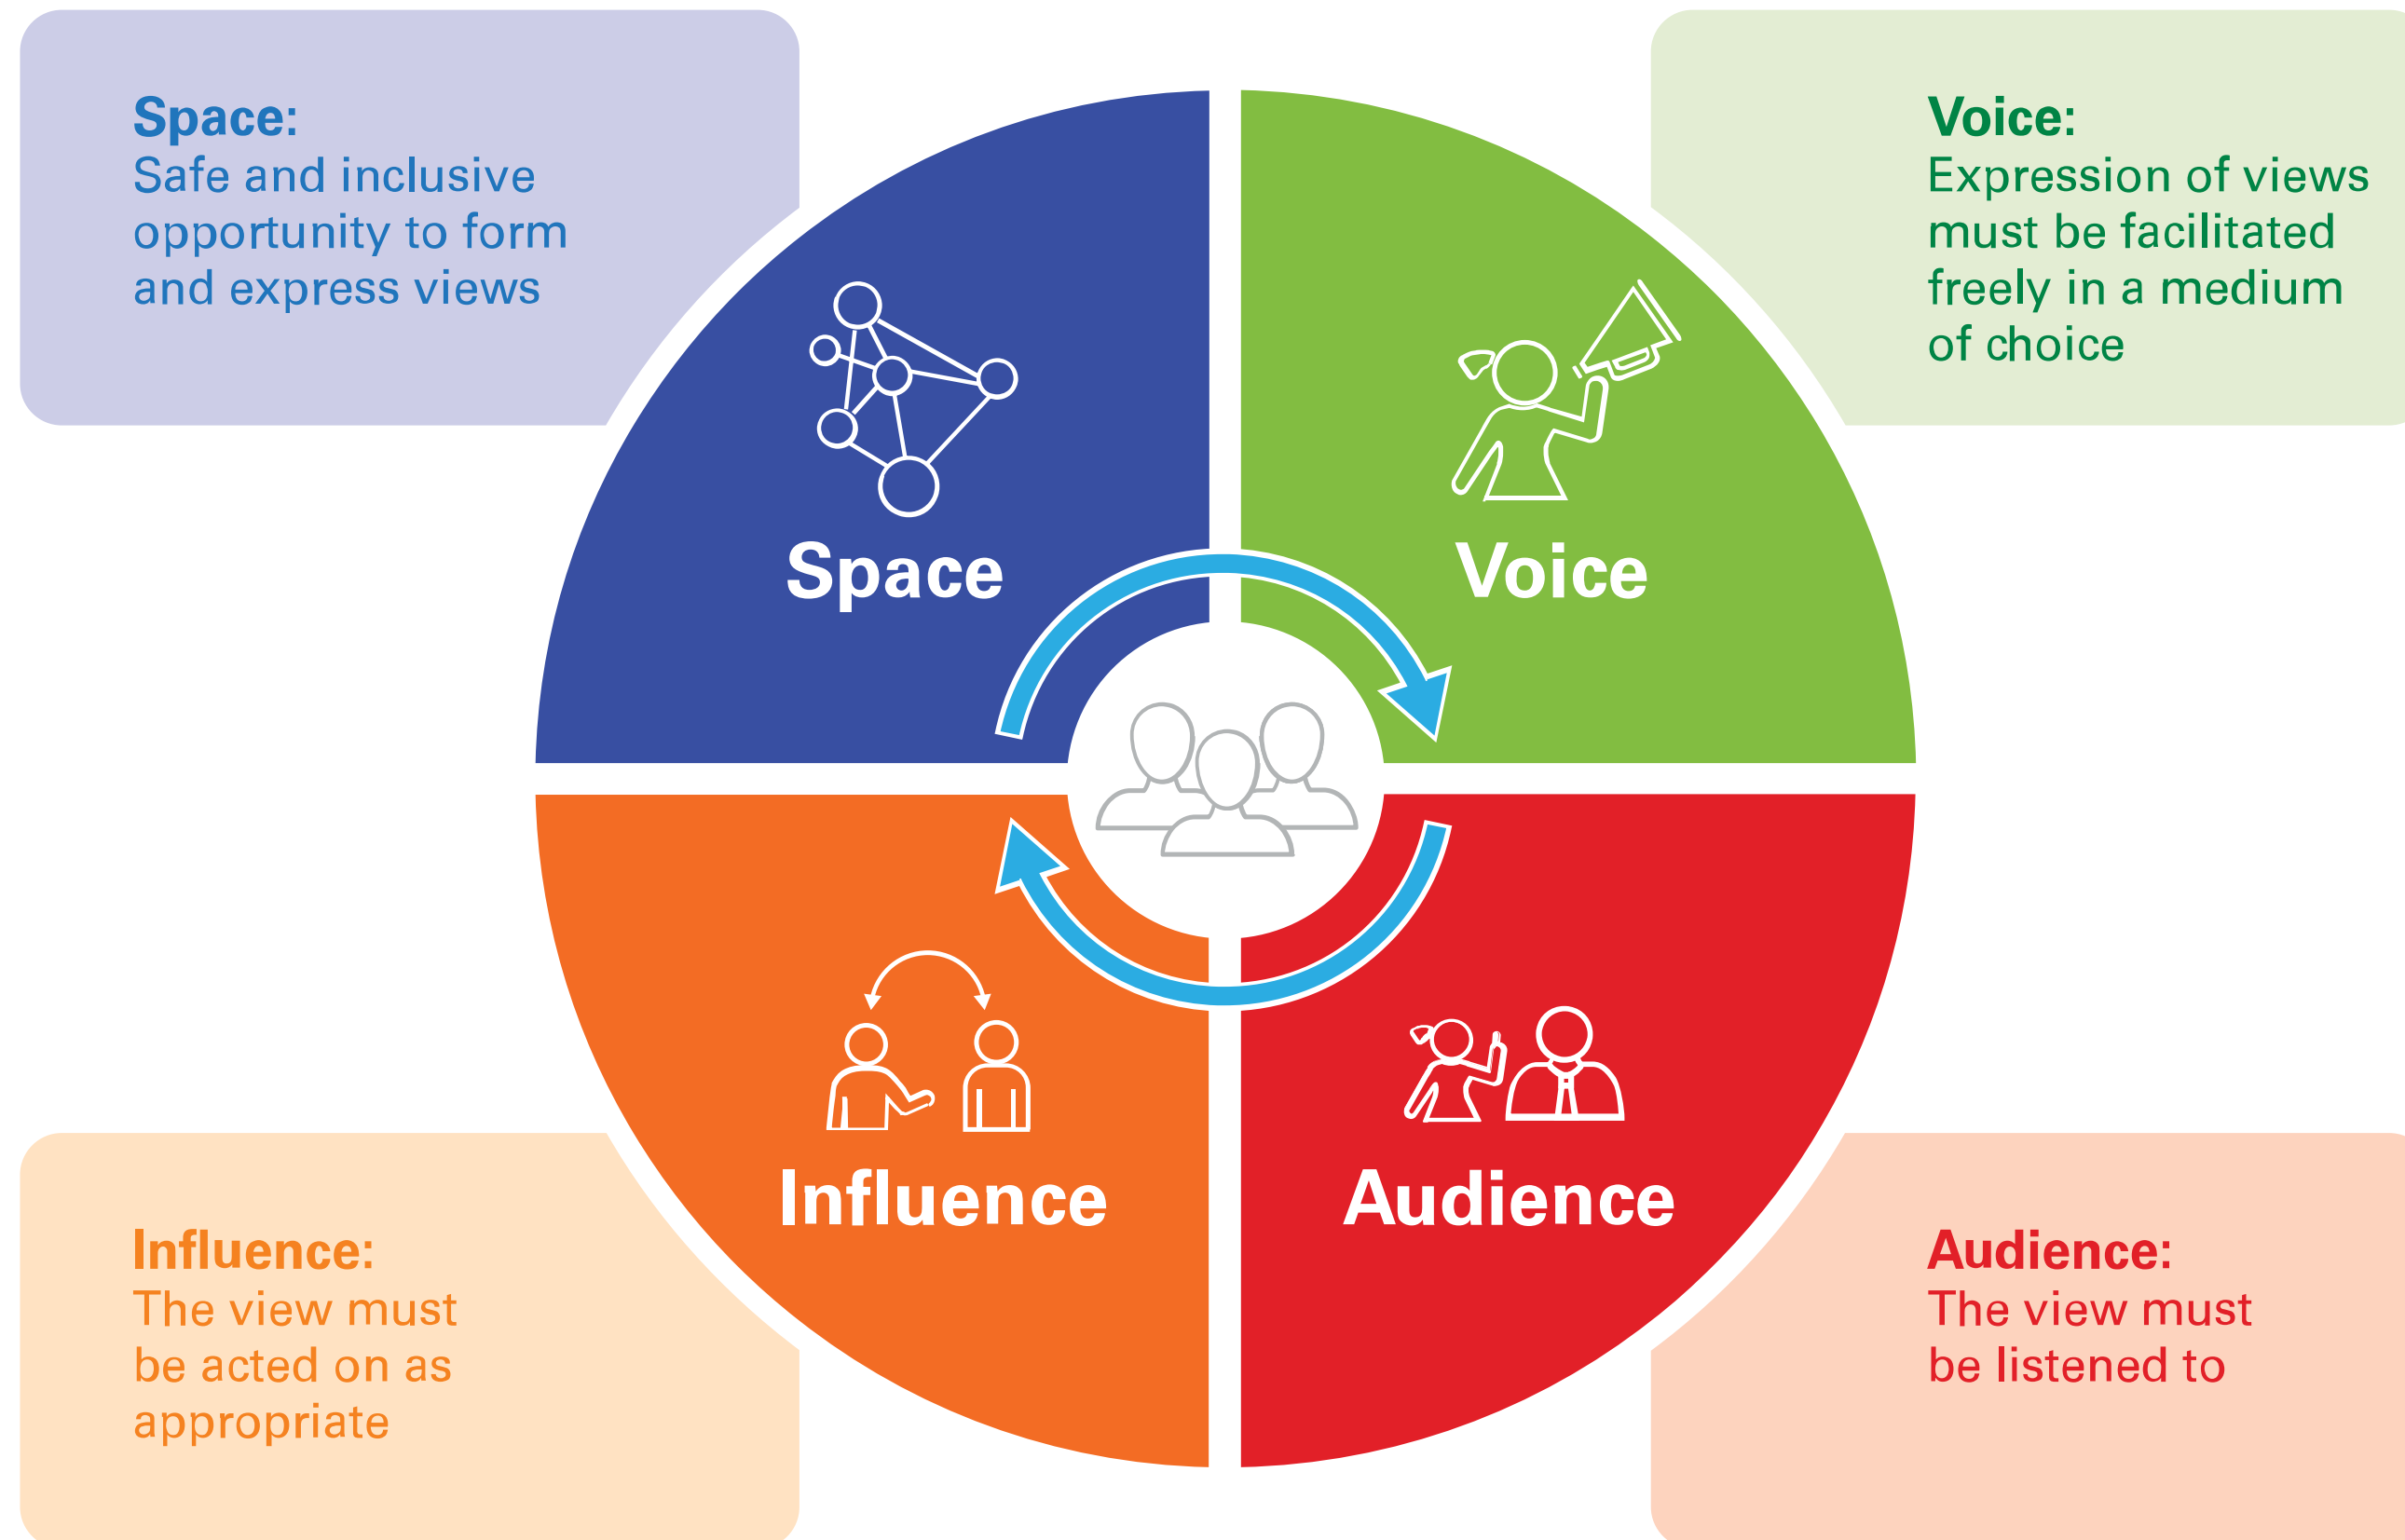 Space:
Safe and inclusive
opportunity to form
and express views
Voice:
Expression of views
must be facilitated
freely in a medium
of choice
Space
Voice
Influence
Audience
Influence:
The view must
be acted on as
appropriate
Audience:
The view must
be listened to